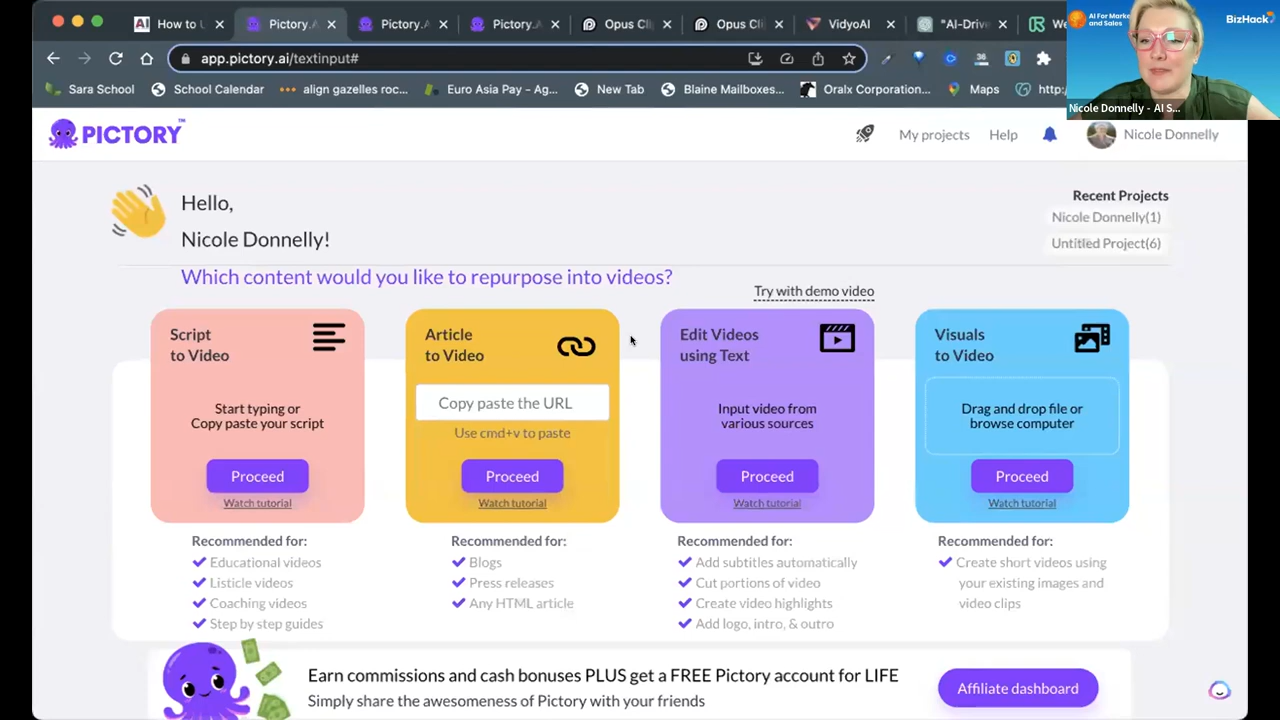 How to U
Pictory.
Pictory.A
Pictory.A
Opus Cli
Opus Cli
VidyoAI
"AI-Drive
We
app.pictory.ai/textinput#
36
Sara School
School Calendar
align gazelles roc...
Euro Asia Pay - Ag...
New Tab
Blaine Mailboxes...
Oralx Corporation...
Maps
http:
AI For Marke
and Sales
BizHack
Nicole Donnelly - AI S...
PICTORY™
My projects
Help
Nicole Donnelly
Hello,
Nicole Donnelly!
Recent Projects
Nicole Donnelly(1)
Untitled Project(6)
Which content would you like to repurpose into videos?
Try with demo video
Script
to Video
Start typing or
Copy paste your script
Proceed
Watch tutorial
Recommended for:
Educational videos
Listicle videos
Coaching videos
Step by step guides
Article
to Video
Copy paste the URL
Use cmd+v to paste
Proceed
Watch tutorial
Recommended for:
Blogs
Press releases
Any HTML article
Edit Videos
using Text
Input video from
various sources
Proceed
Watch tutorial
Recommended for:
Add subtitles automatically
Cut portions of video
Create video highlights
Add logo, intro, & outro
Visuals
to Video
Drag and drop file or
browse computer
Proceed
Watch tutorial
Recommended for:
Create short videos using
your existing images and
video clips
Earn commissions and cash bonuses PLUS get a FREE Pictory account for LIFE
Simply share the awesomeness of Pictory with your friends
Affiliate dashboard